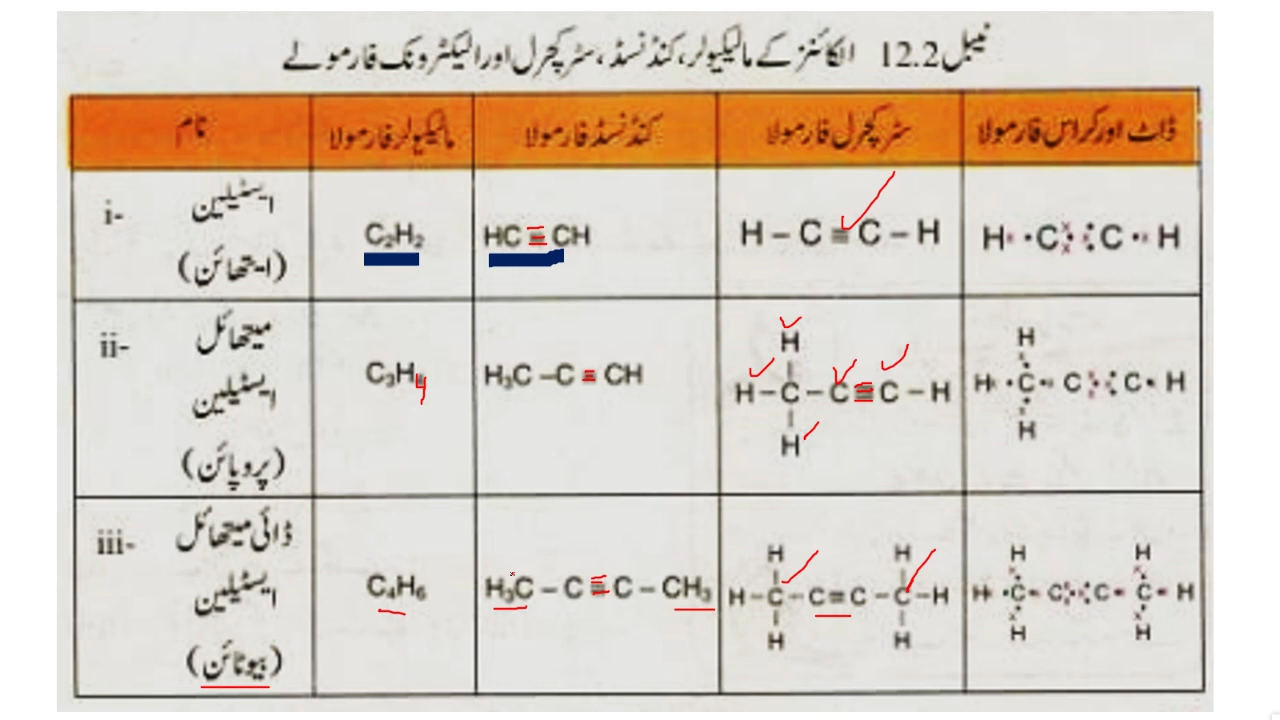 ٹیبل 12.2 الکائنز کے مالیکیولر، کنڈنسڈ، سٹرکچرل اور الیکٹرونک فارمولے
نام مالیکیولر فارمولا کنڈنسڈ فارمولا سٹرکچرل فارمولا ڈاٹ اور کراس فارمولا
i- ایسٹیلین
(ایتھائن)
C₂H₂
HC≡CH
H–C≡C–H
H C C H
ii- میتھائل
ایسٹیلین
(پروپائن)
C₃H₄
H₃C–C≡CH
H
H–C–C≡C–H
H
H
H C C C H
H
iii- ڈائی میتھائل
ایسٹیلین
(بیوٹائن)
C₄H₆
H₃C–C≡C–CH₃
H H
H–C–C≡C–C–H
H H
H H
H C C C C H
H H